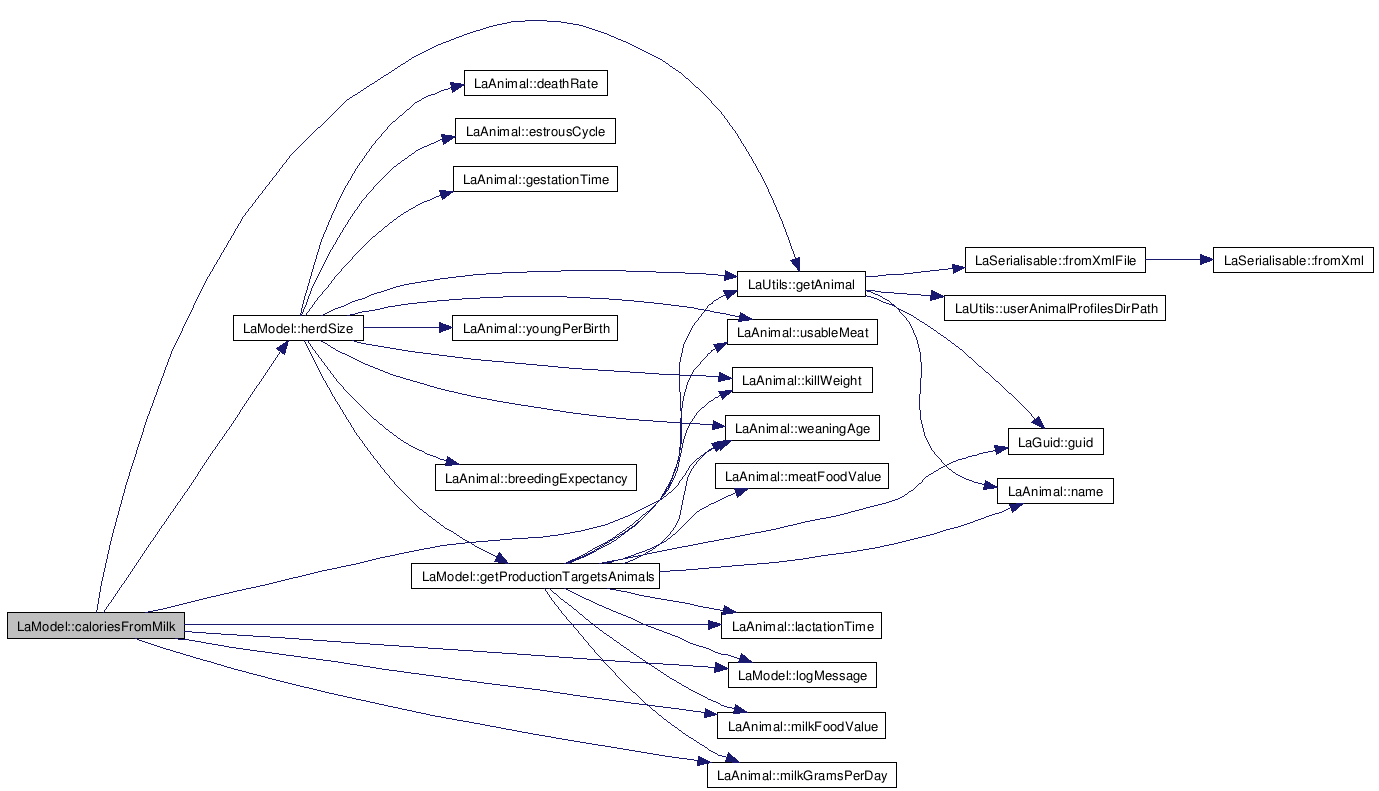 LaAnimal::deathRate
LaAnimal::estrousCycle
LaAnimal::gestationTime
LaSerialisable::fromXmlFile
LaSerialisable::fromXml
LaUtils::getAnimal
LaUtils::userAnimalProfilesDirPath
LaModel::herdSize
LaAnimal::youngPerBirth
LaAnimal::usableMeat
LaAnimal::killWeight
LaAnimal::weaningAge
LaGuid::guid
LaAnimal::breedingExpectancy
LaAnimal::meatFoodValue
LaAnimal::name
LaModel::getProductionTargetsAnimals
LaModel::caloriesFromMilk
LaAnimal::lactationTime
LaModel::logMessage
LaAnimal::milkFoodValue
LaAnimal::milkGramsPerDay